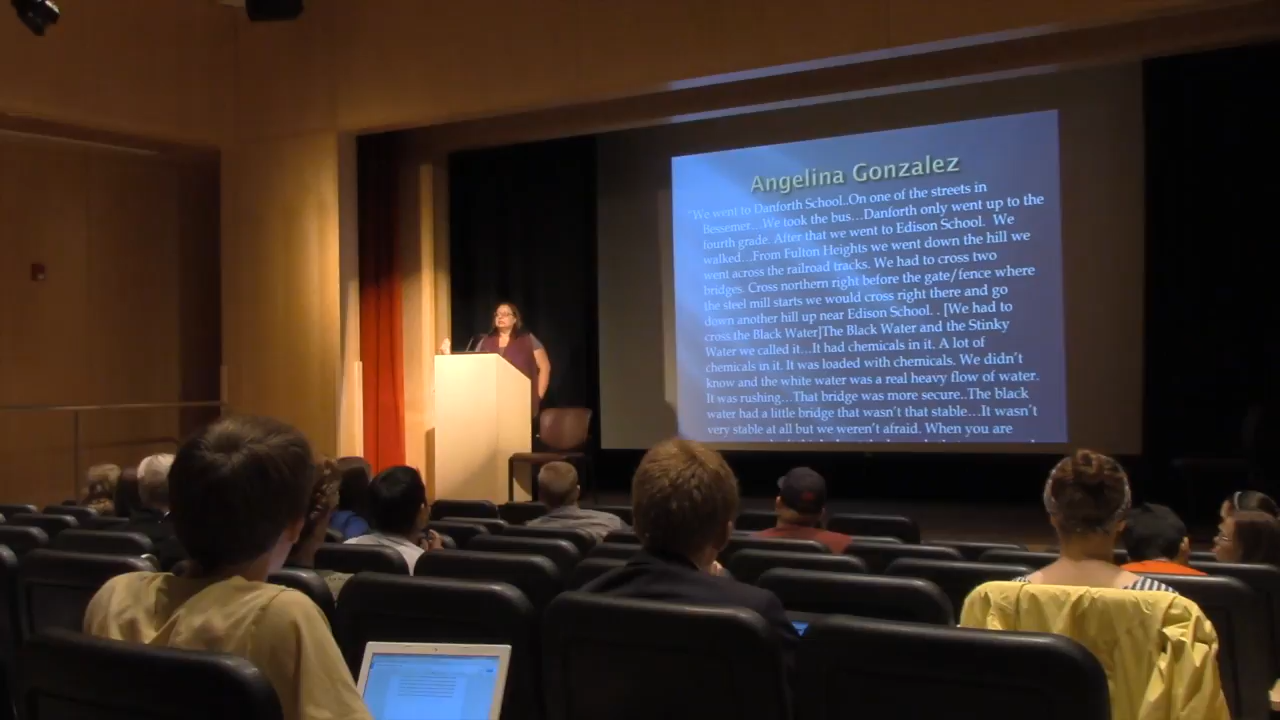 Angelina Gonzalez
"We went to Danforth School..On one of the streets in
Bessemer...We took the bus...Danforth only went up to the
fourth grade. After that we went to Edison School. We
walked...From Fulton Heights we went down the hill we
went across the railroad tracks. We had to cross two
bridges. Cross northern right before the gate/fence where
the steel mill starts we would cross right there and go
down another hill up near Edison School. . [We had to
cross the Black Water]The Black Water and the Stinky
Water we called it...It had chemicals in it. A lot of
chemicals in it. It was loaded with chemicals. We didn't
know and the white water was a real heavy flow of water.
It was rushing...That bridge was more secure..The black
water had a little bridge that wasn't that stable...It wasn't
very stable at all but we weren't afraid. When you are